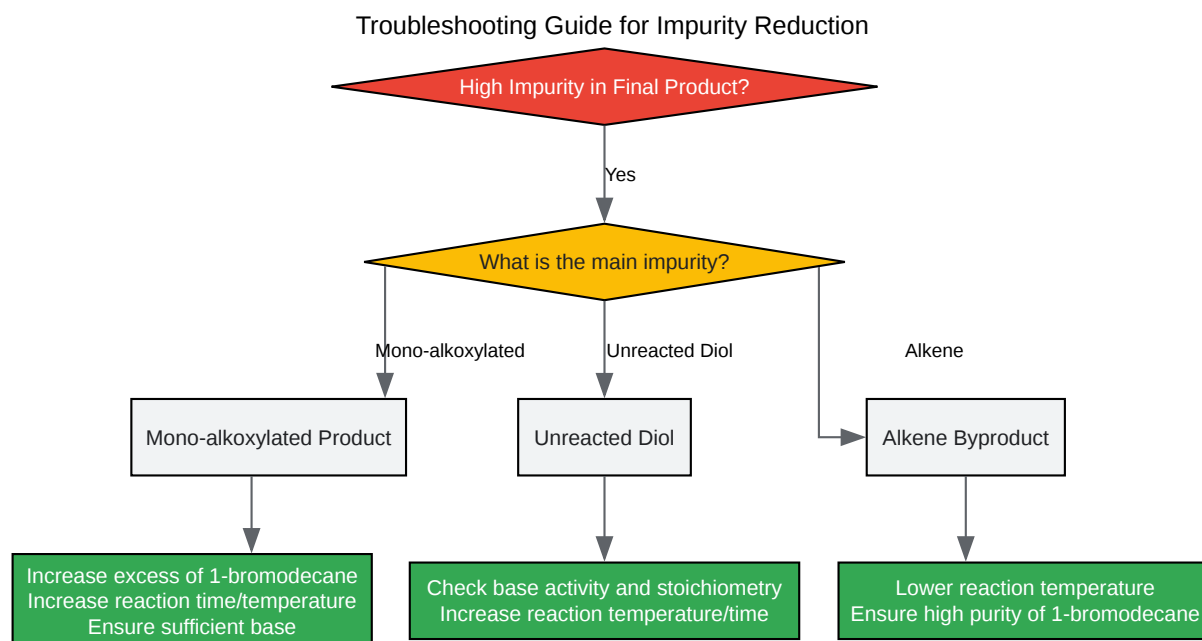 Troubleshooting Guide for Impurity Reduction
High Impurity in Final Product?
Yes
What is the main impurity?
Mono-alkoxylated
Unreacted Diol
Alkene
Mono-alkoxylated Product
Unreacted Diol
Alkene Byproduct
Increase excess of 1-bromodecane
Increase reaction time/temperature
Ensure sufficient base
Check base activity and stoichiometry
Increase reaction temperature/time
Lower reaction temperature
Ensure high purity of 1-bromodecane